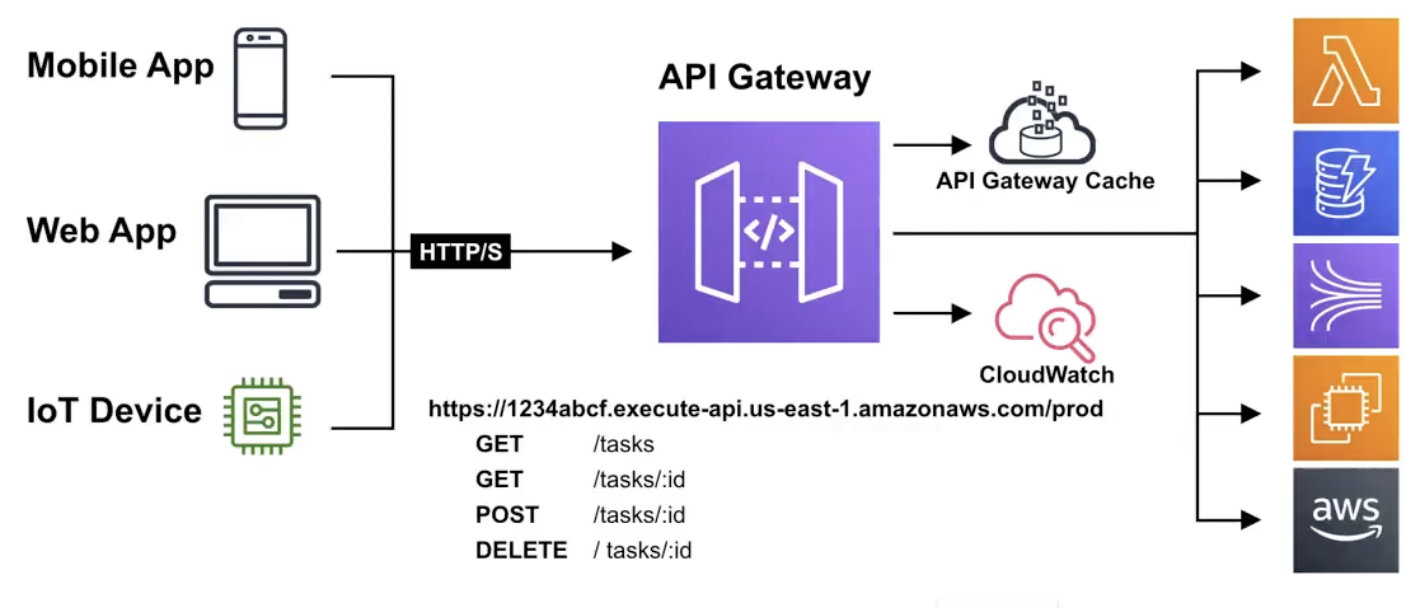 Mobile App
Web App
IoT Device
HTTP/S
API Gateway
</>
API Gateway Cache
CloudWatch
https://1234abcf.execute-api.us-east-1.amazonaws.com/prod
GET /tasks
GET /tasks/:id
POST /tasks/:id
DELETE / tasks/:id
aws